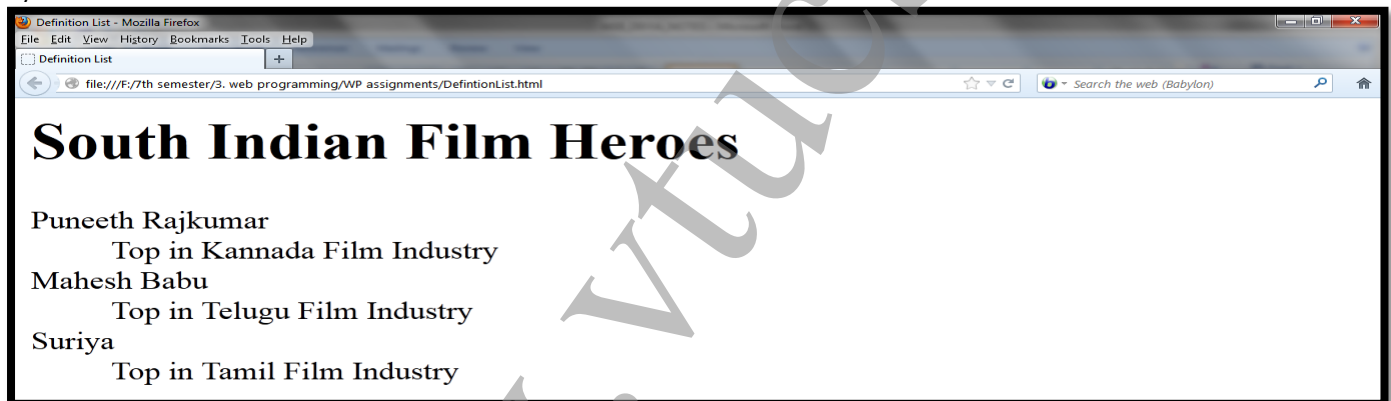 Definition List - Mozilla Firefox
File Edit View History Bookmarks Tools Help
Definition List
file:///F:/7th semester/3. web programming/WP assignments/DefintionList.html
Search the web (Babylon)
South Indian Film Heroes
Puneeth Rajkumar
Top in Kannada Film Industry
Mahesh Babu
Top in Telugu Film Industry
Suriya
Top in Tamil Film Industry
vtuc